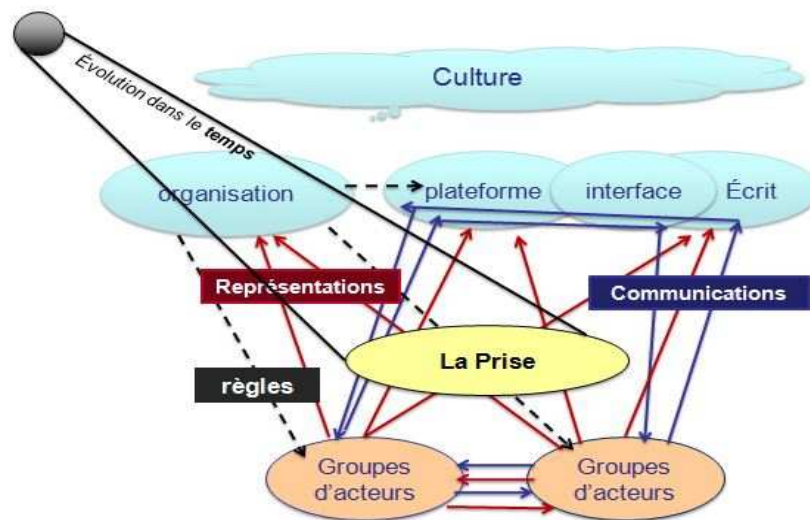 Culture
Évolution dans le temps
organisation
plateforme
interface
Écrit
Représentations
Communications
La Prise
règles
Groupes
d'acteurs
Groupes
d'acteurs